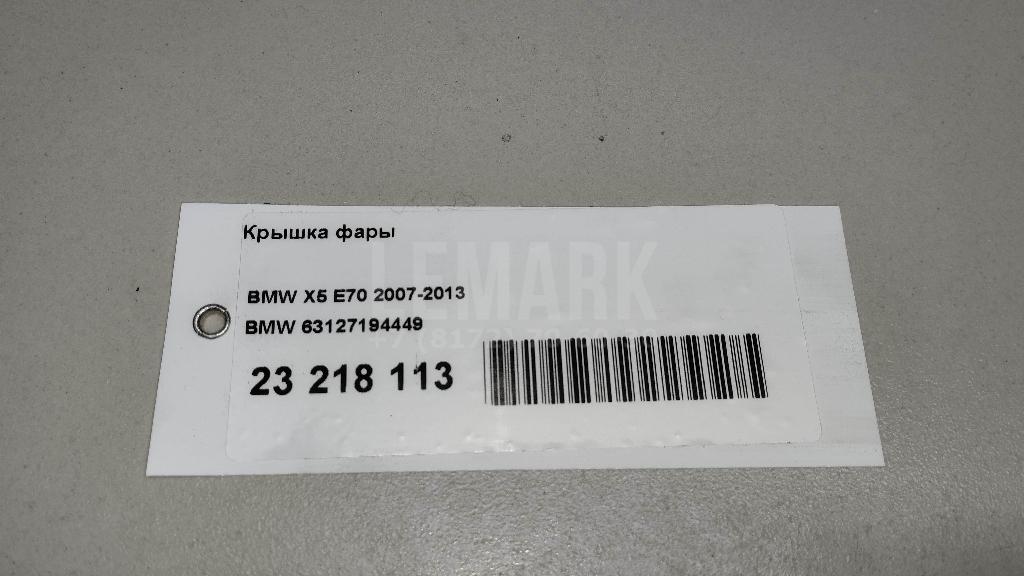 Крышка фары
LEMARK
BMW X5 E70 2007-2013
BMW 63127194449
23 218 113